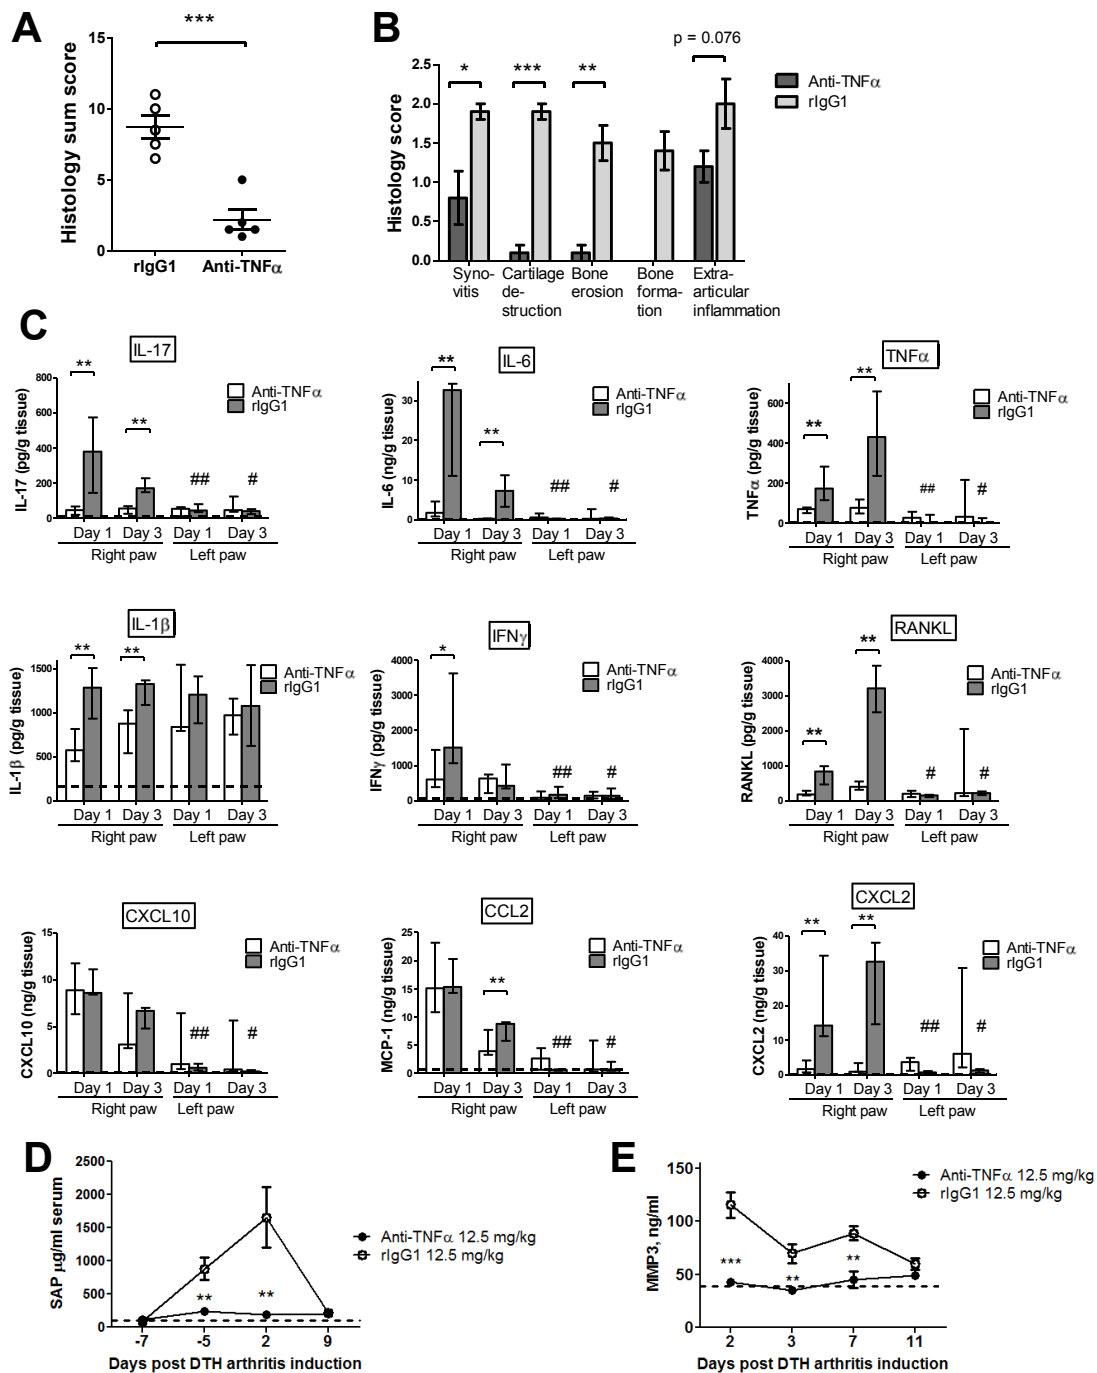 A
***
15
10
5
0
Histology sum score
rIgG1
Anti-TNFα
B
p = 0.076
*
***
**
2.5
2.0
1.5
1.0
0.5
0.0
Histology score
Anti-TNFα
rIgG1
Syno-
vitis
Cartilage
de-
struction
Bone
erosion
Bone
forma-
tion
Extra-
articular
inflammation
C
IL-17
**
**
##
#
800
600
400
200
0
IL-17 (pg/g tissue)
Anti-TNFα
rIgG1
Day 1 Day 3 Day 1 Day 3
Right paw Left paw
IL-6
**
**
##
#
30
20
10
0
IL-6 (ng/g tissue)
Anti-TNFα
rIgG1
Day 1 Day 3 Day 1 Day 3
Right paw Left paw
TNFα
**
**
##
#
600
400
200
0
TNFα (pg/g tissue)
Anti-TNFα
rIgG1
Day 1 Day 3 Day 1 Day 3
Right paw Left paw
IL-1β
**
**
1500
1000
500
0
IL-1β (pg/g tissue)
Anti-TNFα
rIgG1
Day 1 Day 3 Day 1 Day 3
Right paw Left paw
IFNγ
*
##
#
4000
3000
2000
1000
0
IFNγ (pg/g tissue)
Anti-TNFα
rIgG1
Day 1 Day 3 Day 1 Day 3
Right paw Left paw
RANKL
**
**
#
#
4000
3000
2000
1000
0
RANKL (pg/g tissue)
Anti-TNFα
rIgG1
Day 1 Day 3 Day 1 Day 3
Right paw Left paw
CXCL10
##
#
15
10
5
0
CXCL10 (ng/g tissue)
Anti-TNFα
rIgG1
Day 1 Day 3 Day 1 Day 3
Right paw Left paw
CCL2
**
##
#
25
20
15
10
5
0
MCP-1 (ng/g tissue)
Anti-TNFα
rIgG1
Day 1 Day 3 Day 1 Day 3
Right paw Left paw
CXCL2
**
**
##
#
40
30
20
10
0
CXCL2 (ng/g tissue)
Anti-TNFα
rIgG1
Day 1 Day 3 Day 1 Day 3
Right paw Left paw
D
2500
2000
1500
1000
500
0
SAP μg/ml serum
**
**
Anti-TNFα 12.5 mg/kg
rIgG1 12.5 mg/kg
-7 -5 2 9
Days post DTH arthritis induction
E
150
100
50
0
MMP3, ng/ml
***
**
**
Anti-TNFα 12.5 mg/kg
rIgG1 12.5 mg/kg
2 3 7 11
Days post DTH arthritis induction